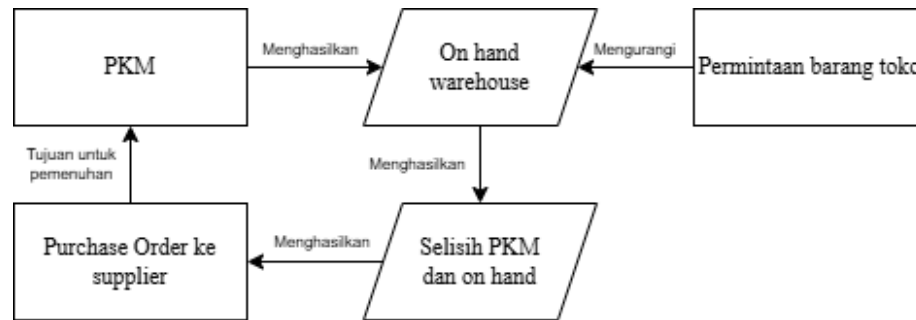 PKM
Menghasilkan
On hand
warehouse
Mengurangi
Permintaan barang toko
Menghasilkan
Tujuan untuk
pemenuhan
Purchase Order ke
supplier
Menghasilkan
Selisih PKM
dan on hand